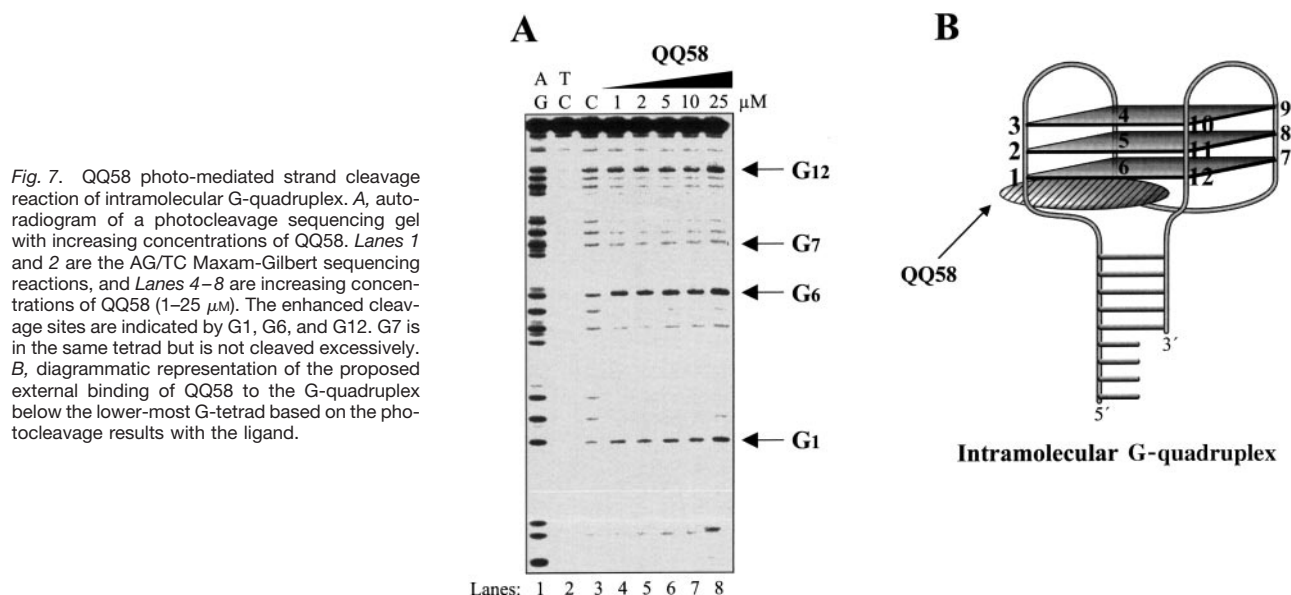 Fig. 7. QQ58 photo-mediated strand cleavage
reaction of intramolecular G-quadruplex. A, auto-
radiogram of a photocleavage sequencing gel
with increasing concentrations of QQ58. Lanes 1
and 2 are the AG/TC Maxam-Gilbert sequencing
reactions, and Lanes 4–8 are increasing concen-
trations of QQ58 (1–25 μM). The enhanced cleav-
age sites are indicated by G1, G6, and G12. G7 is
in the same tetrad but is not cleaved excessively.
B, diagrammatic representation of the proposed
external binding of QQ58 to the G-quadruplex
below the lower-most G-tetrad based on the pho-
tocleavage results with the ligand.
A
QQ58
A T
G C C 1 2 5 10 25 μM
G12
G7
G6
G1
Lanes: 1 2 3 4 5 6 7 8
B
3 4 10 9
2 5 11 8
1 6 12 7
QQ58
3´
5´
Intramolecular G-quadruplex